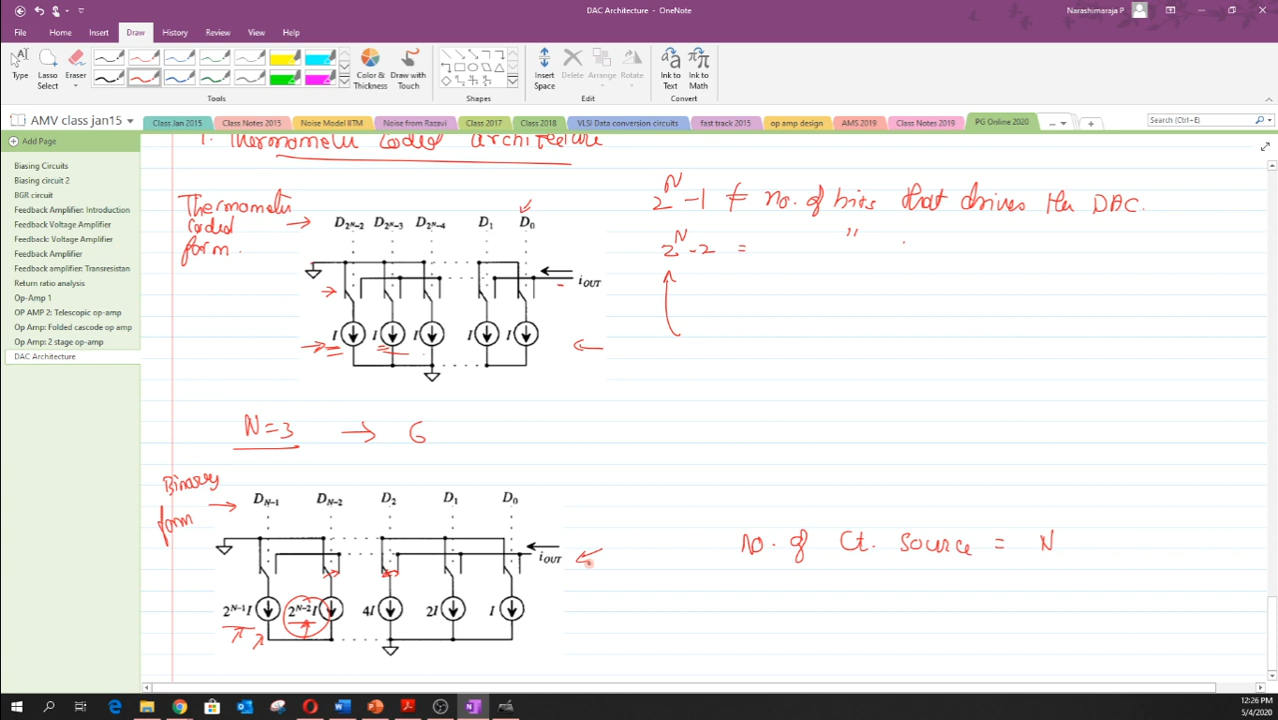 DAC Architecture - OneNote
Narashimaraja P
File Home Insert Draw History Review View Help
Type
Lasso Select
Eraser
Color & Thickness
Draw with Touch
Insert Space
Delete
Arrange
Rotate
Ink to Text
Ink to Math
Tools
Shapes
Edit
Convert
AMV class jan15
Class Jan 2015
Class Notes 2015
Noise Model IITM
Noise from Razavi
Class 2017
Class 2018
VLSI Data conversion circuits
fast track 2015
op amp design
AMS 2019
Class Notes 2019
PG Online 2020
Search (Ctrl+E)
Add Page
Biasing Circuits
Biasing circuit 2
BGR circuit
Feedback Amplifier: Introduction
Feedback Voltage Amplifier
Feedback: Voltage Amplifier
Feedback Amplifier
Feedback amplifier: Transresistan
Return ratio analysis
Op-Amp 1
OP AMP 2: Telescopic op-amp
Op Amp: Folded cascode op amp
Op Amp: 2 stage op-amp
DAC Architecture
1. Thermometer Coded architecture
Thermometer
Coded
form
D2^N−2 D2^N−3 D2^N−4 D1 D0
iOUT
I I I I I
2^N-1 ≠ no. of bits that drives the DAC.
2^N-2 = "
N=3 → 6
Binary
form
DN−1 DN−2 D2 D1 D0
iOUT
2^N−1I 2^N−2I 4I 2I I
No. of Ct. Source = N
12:26 PM
5/4/2020